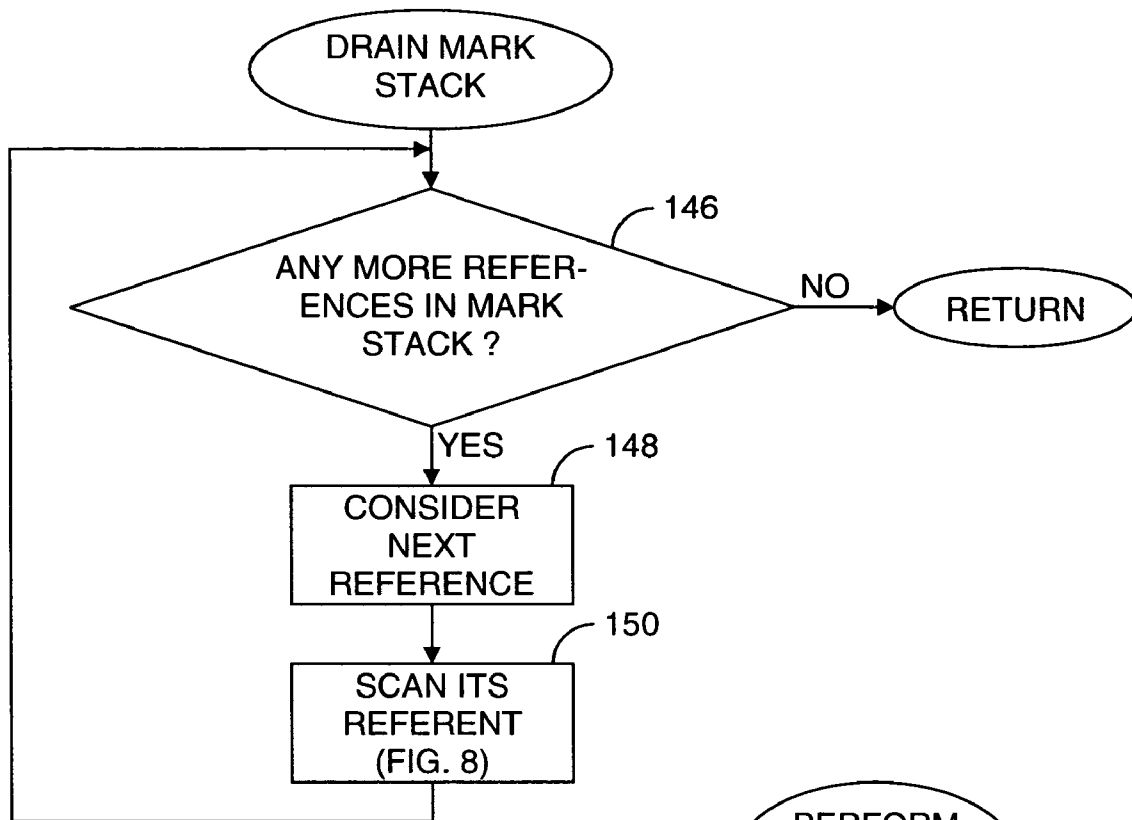 DRAIN MARK
STACK
146
ANY MORE REFER-
ENCES IN MARK
STACK ?
NO
RETURN
YES
148
CONSIDER
NEXT
REFERENCE
150
SCAN ITS
REFERENT
(FIG. 8)
PERFORM